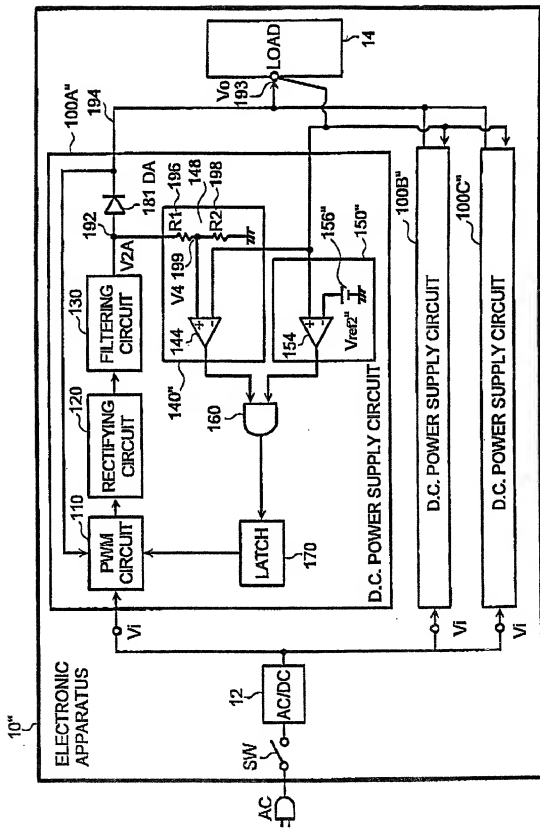 10"
ELECTRONIC
APPARATUS
AC
SW
12
AC/DC
Vi
Vi
Vi
100A"
110
PWM
CIRCUIT
120
RECTIFYING
CIRCUIT
130
FILTERING
CIRCUIT
192
V2A
181 DA
194
Vo
193
LOAD
14
R1
196
148
R2
198
V4
199
144
+
-
140"
150"
156"
Vref2"
154
+
-
160
LATCH
170
D.C. POWER SUPPLY CIRCUIT
100B"
D.C. POWER SUPPLY CIRCUIT
100C"
D.C. POWER SUPPLY CIRCUIT